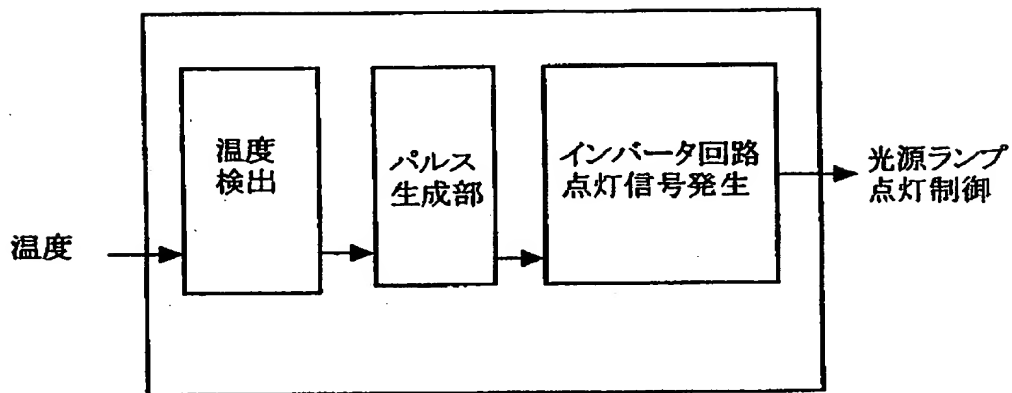 温度
温度
検出
パルス
生成部
インバータ回路
点灯信号発生
光源ランプ
点灯制御